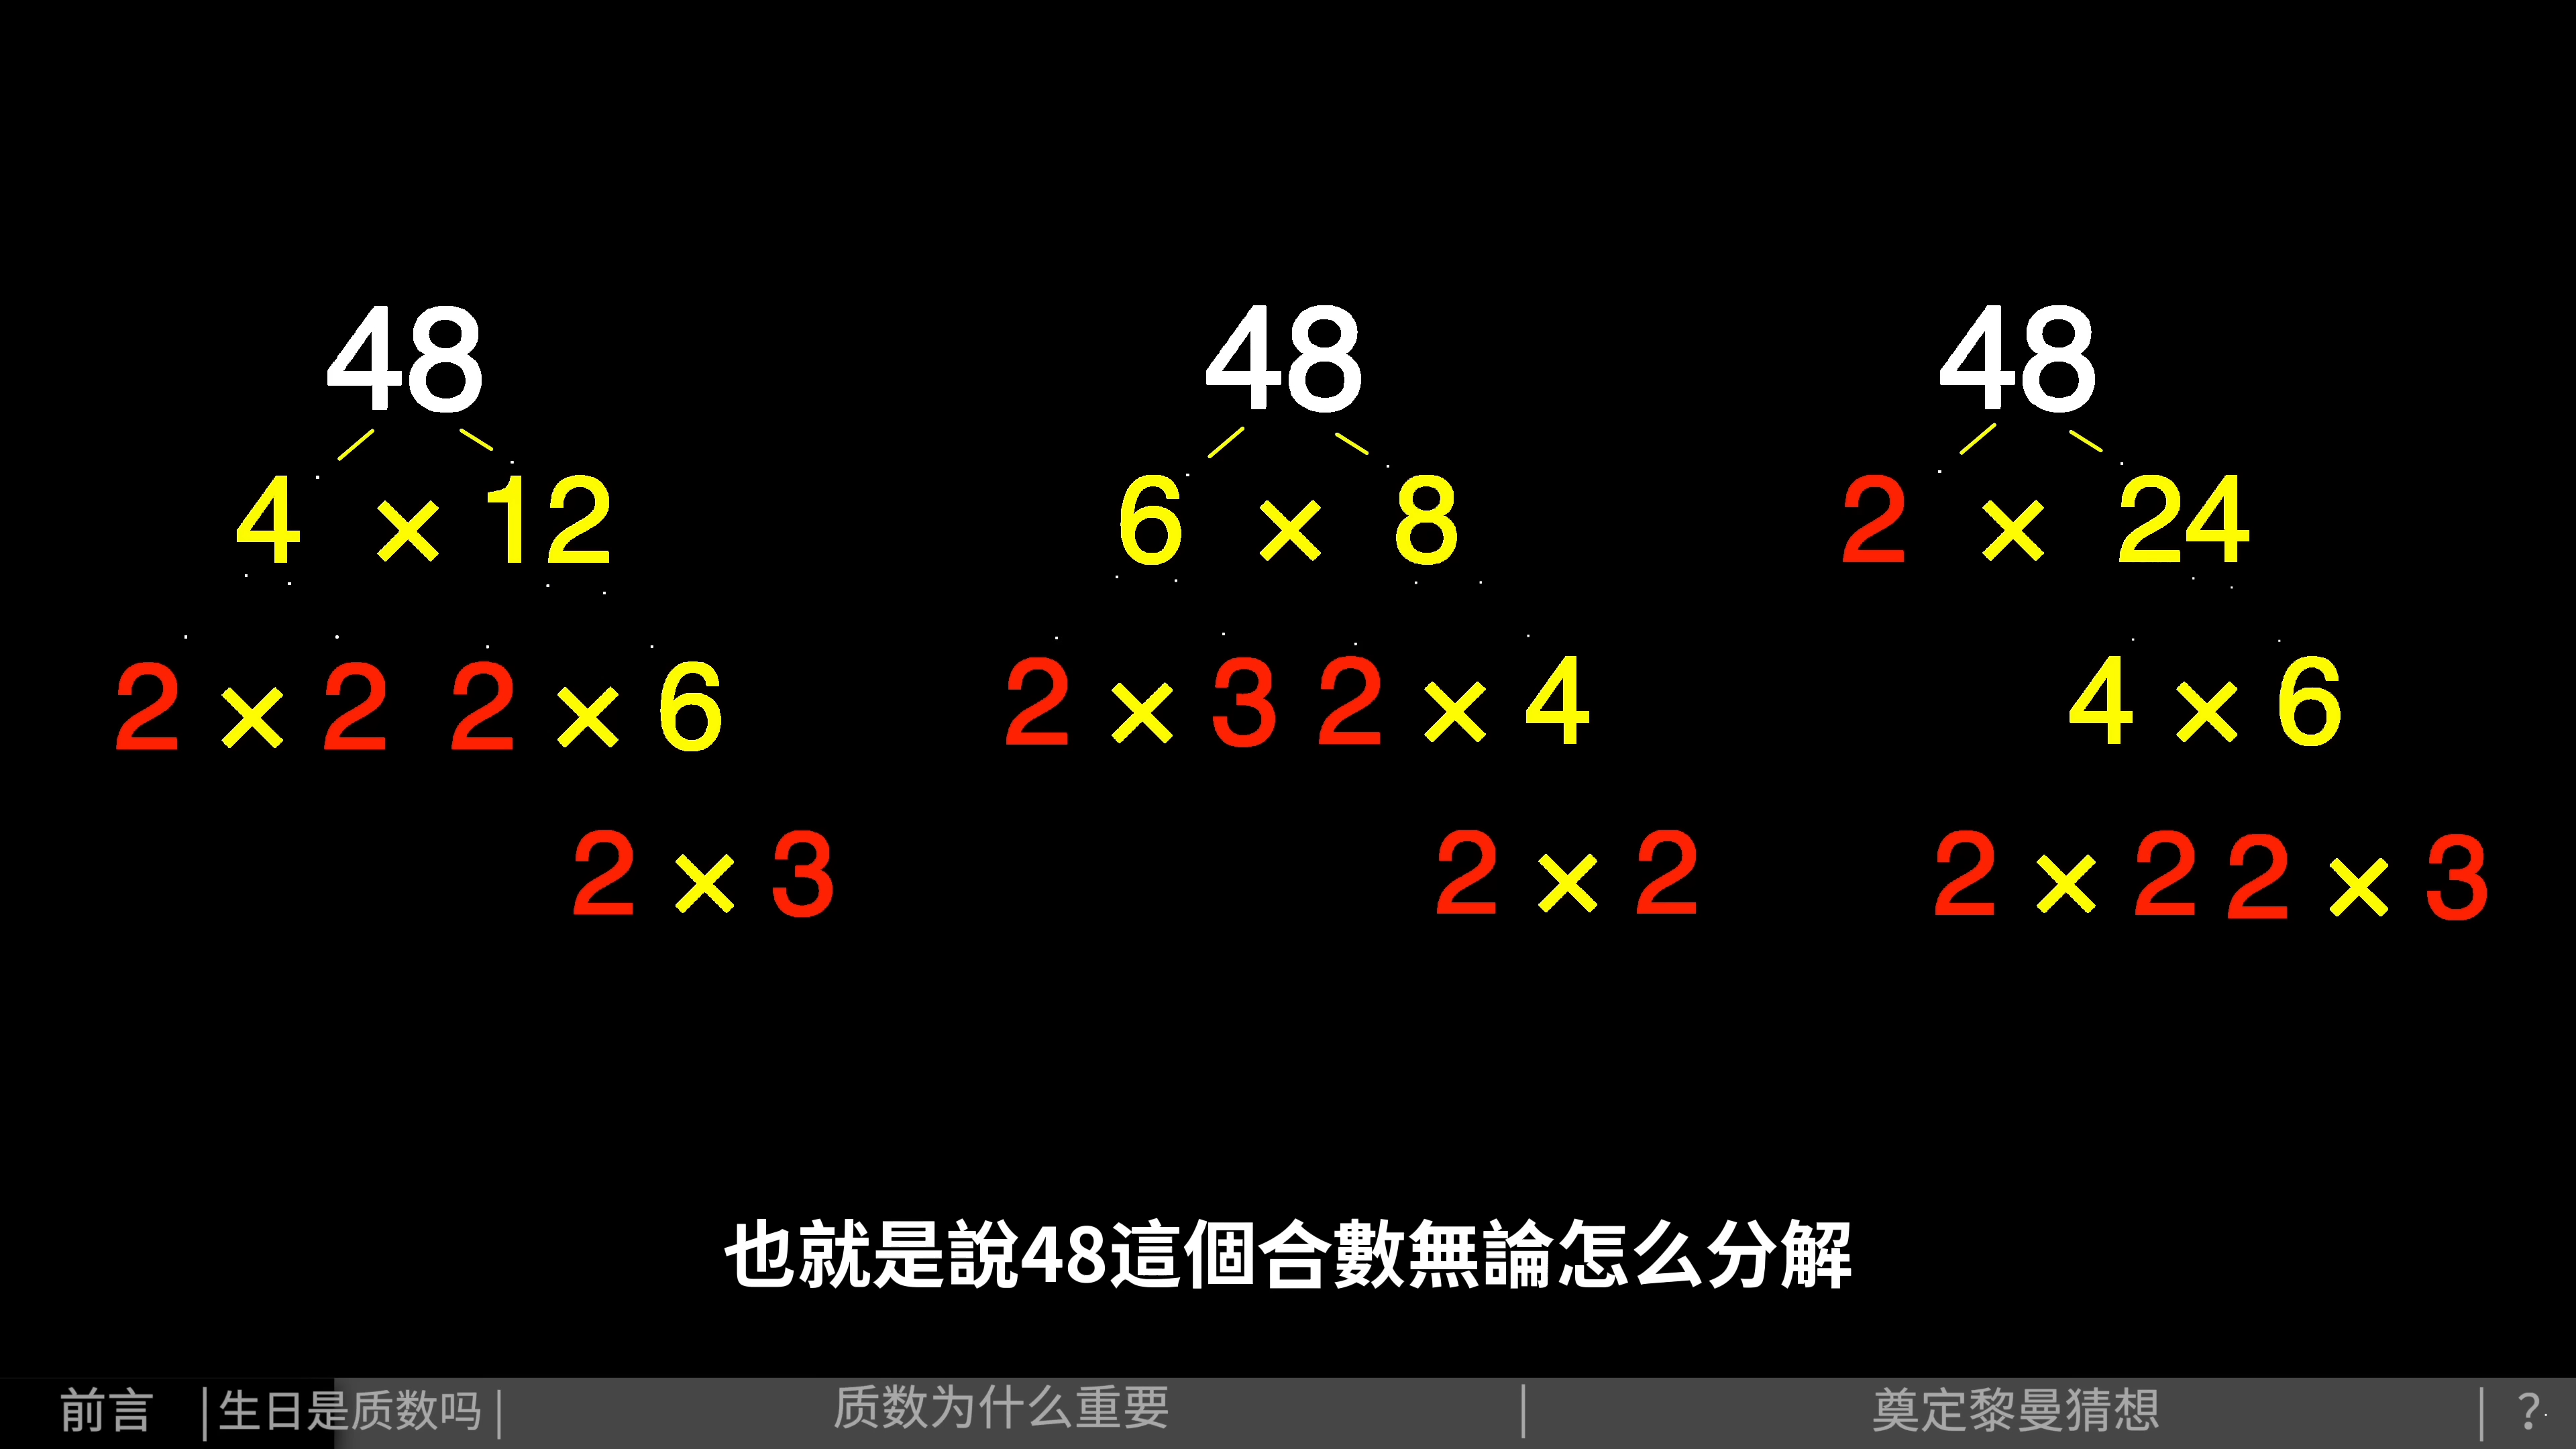 48 48 48
4 × 12 6 × 8 2 × 24
2 × 2 2 × 6 2 × 3 2 × 4 4 × 6
2 × 3 2 × 2 2 × 2 2 × 3
也就是說48這個合數無論怎么分解
前言 | 生日是质数吗 | 质数为什么重要 | 奠定黎曼猜想 | ?